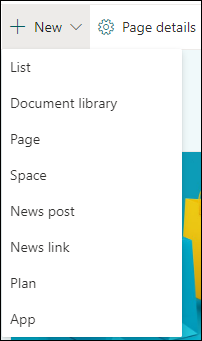 New Page details
List
Document library
Page
Space
News post
News link
Plan
App